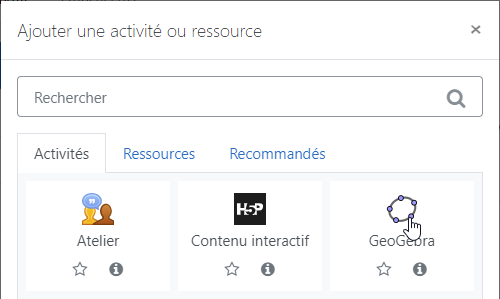 Ajouter une activité ou ressource ×
Rechercher
Activités Ressources Recommandés
H5P
Atelier Contenu interactif GeoGebra